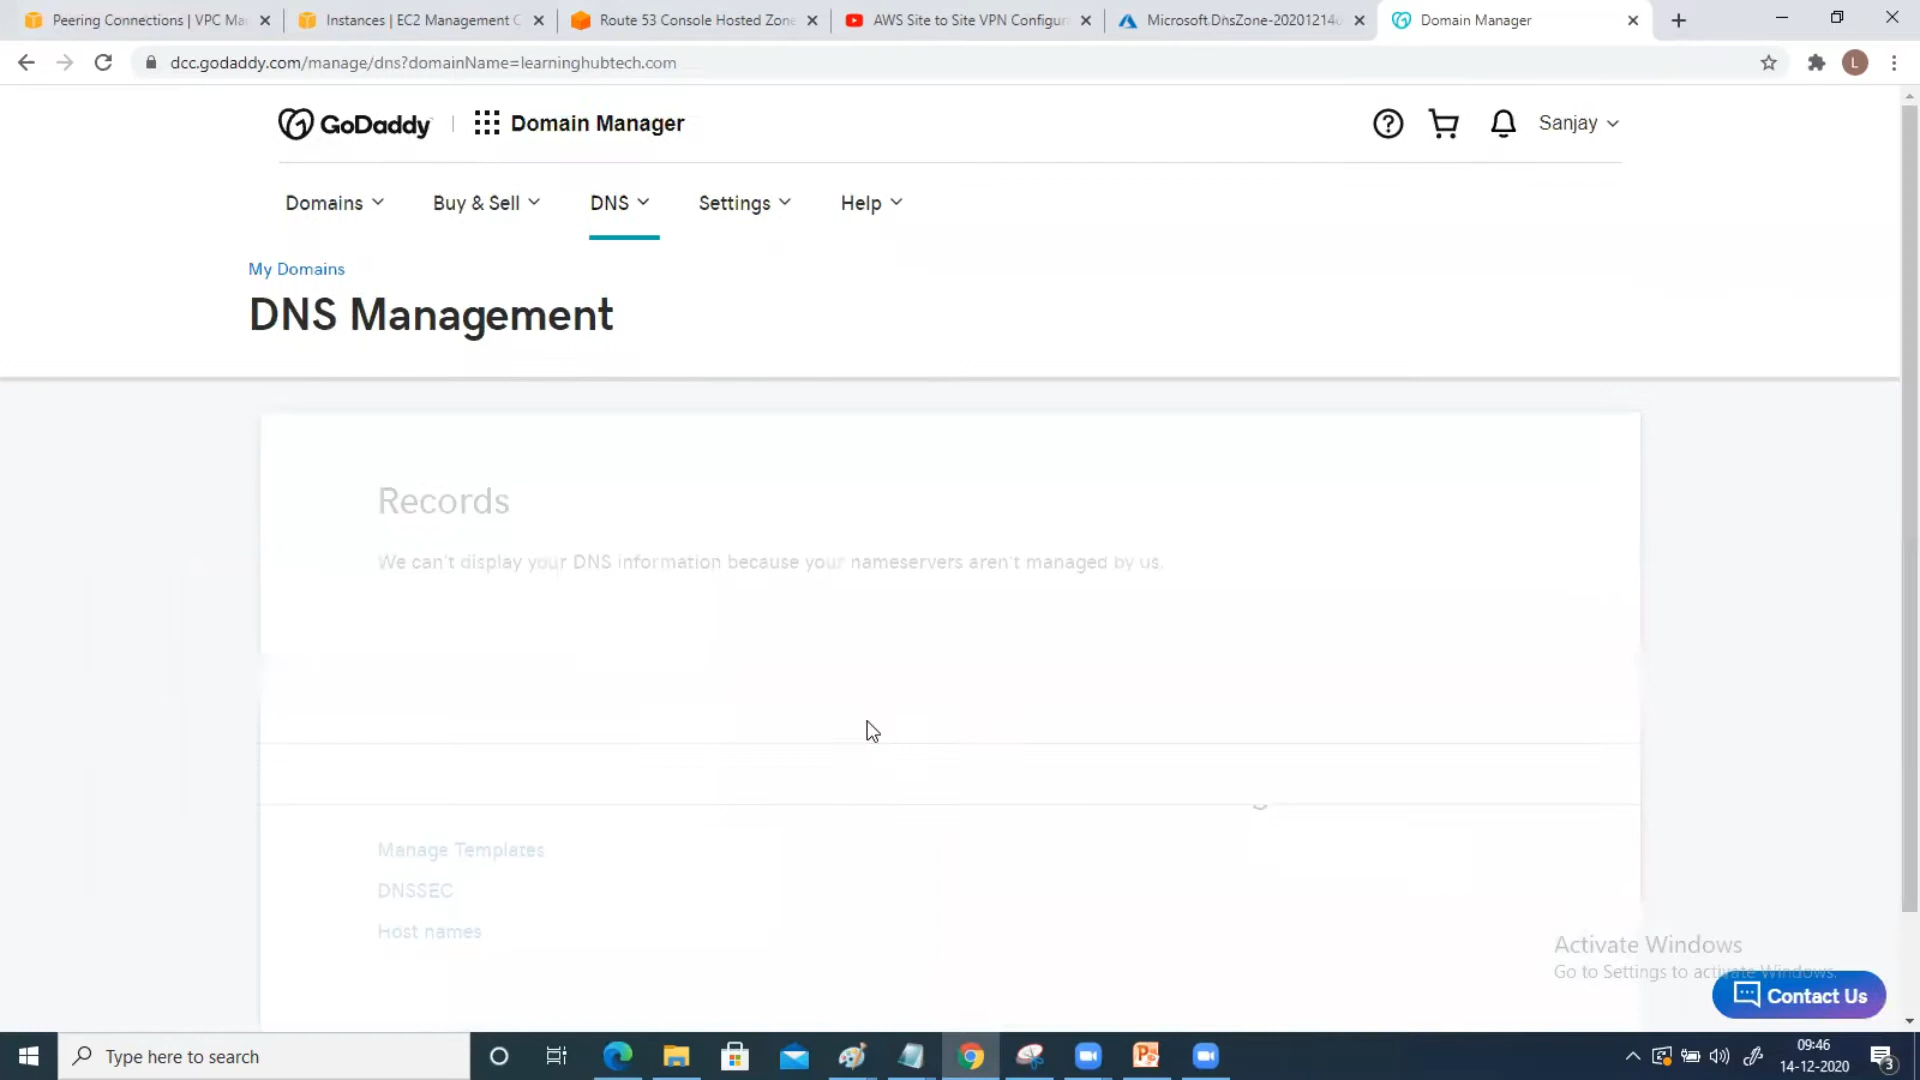 Peering Connections | VPC Ma
Instances | EC2 Management C
Route 53 Console Hosted Zone
AWS Site to Site VPN Configur
Microsoft.DnsZone-20201214
Domain Manager
dcc.godaddy.com/manage/dns?domainName=learninghubtech.com
L
GoDaddy
Domain Manager
Sanjay
Domains
Buy & Sell
DNS
Settings
Help
My Domains
DNS Management
Records
We can't display your DNS information because your nameservers aren't managed by us.
Manage Templates
DNSSEC
Host names
Activate Windows
Go to Settings to activate Windows.
Contact Us
Type here to search
09:46
14-12-2020
3